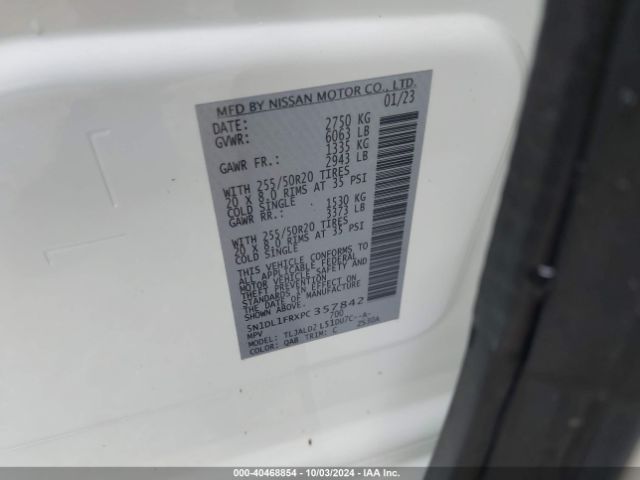 MFD BY NISSAN MOTOR CO., LTD.
DATE: 01/23
GVWR: 2750 KG
6063 LB
GAWR FR.: 1335 KG
2943 LB
WITH 255/50R20 TIRES
20 X 8.0 RIMS AT 35 PSI
COLD SINGLE
GAWR RR.: 1530 KG
3373 LB
WITH 255/50R20 TIRES
20 X 8.0 RIMS AT 35 PSI
COLD SINGLE
THIS VEHICLE CONFORMS TO
ALL APPLICABLE FEDERAL
MOTOR VEHICLE SAFETY AND
THEFT PREVENTION
STANDARDS IN EFFECT ON
THE DATE OF MANUFACTURE
SHOWN ABOVE.
5N1DL1FRXPC357842
MPV 700
MODEL: L51DU7C--A-
COLOR: QAB TRIM: C 2S30A
000-40468854 / 10/03/2024 - IAA Inc.